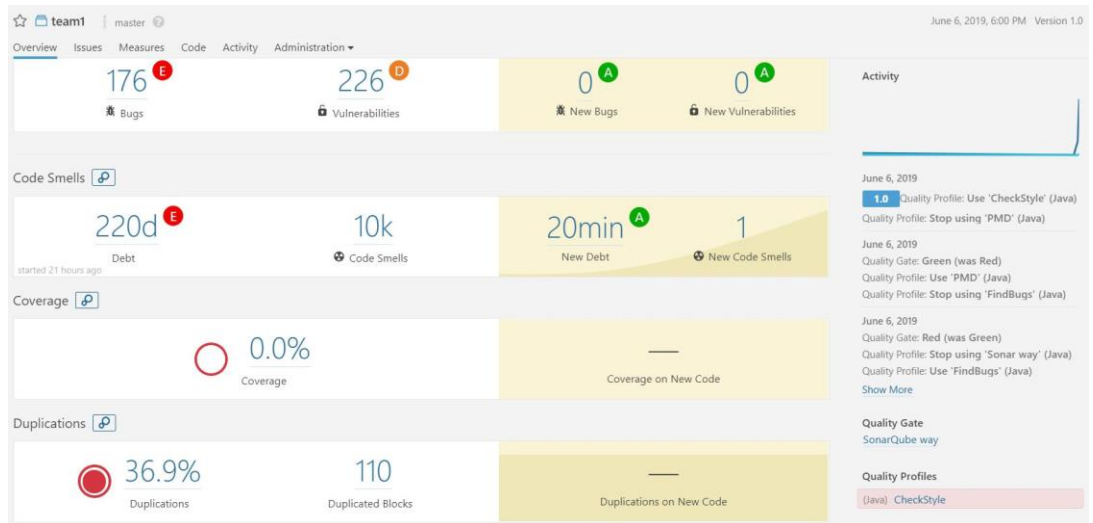 team1 master
June 6, 2019, 6:00 PM Version 1.0
Overview Issues Measures Code Activity Administration
176 E
Bugs
226 D
Vulnerabilities
0 A
New Bugs
0 A
New Vulnerabilities
Code Smells
220d E
Debt
started 21 hours ago
10k
Code Smells
20min A
New Debt
1
New Code Smells
Coverage
0.0%
Coverage
—
Coverage on New Code
Duplications
36.9%
Duplications
110
Duplicated Blocks
—
Duplications on New Code
Activity
June 6, 2019
1.0 Quality Profile: Use 'CheckStyle' (Java)
Quality Profile: Stop using 'PMD' (Java)
June 6, 2019
Quality Gate: Green (was Red)
Quality Profile: Use 'PMD' (Java)
Quality Profile: Stop using 'FindBugs' (Java)
June 6, 2019
Quality Gate: Red (was Green)
Quality Profile: Stop using 'Sonar way' (Java)
Quality Profile: Use 'FindBugs' (Java)
Show More
Quality Gate
SonarQube way
Quality Profiles
(Java) CheckStyle